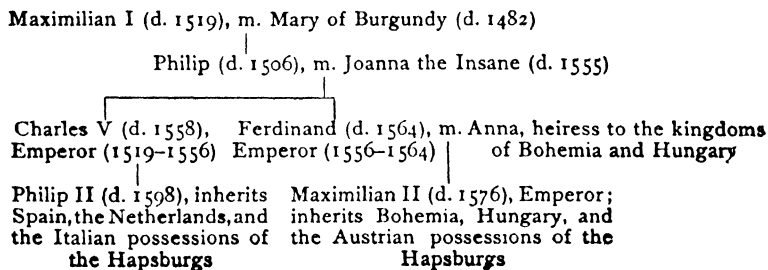 Maximilian I (d. 1519), m. Mary of Burgundy (d. 1482)
Philip (d. 1506), m. Joanna the Insane (d. 1555)
Charles V (d. 1558),
Emperor (1519–1556)
Ferdinand (d. 1564), m. Anna, heiress to the kingdoms
Emperor (1556–1564) of Bohemia and Hungary
Philip II (d. 1598), inherits
Spain, the Netherlands, and
the Italian possessions of
the Hapsburgs
Maximilian II (d. 1576), Emperor;
inherits Bohemia, Hungary, and
the Austrian possessions of the
Hapsburgs